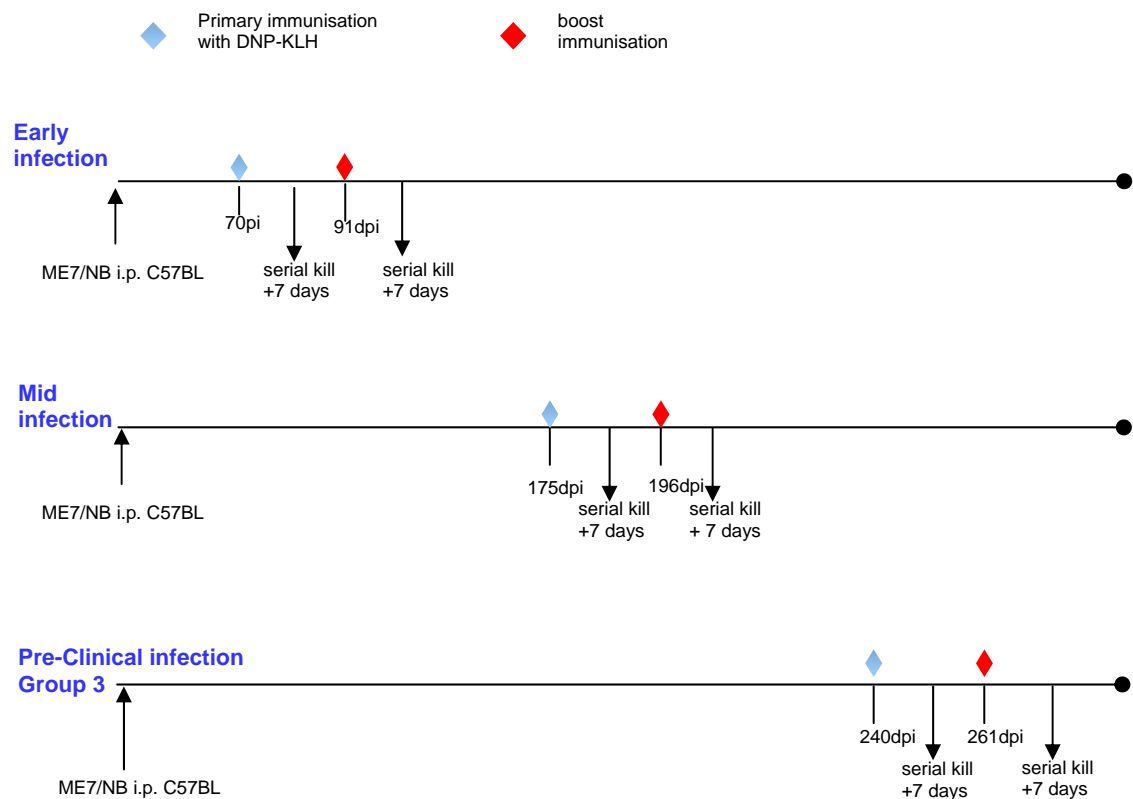 Primary immunisation
with DNP-KLH
boost
immunisation
Early
infection
70pi
91dpi
ME7/NB i.p. C57BL
serial kill
+7 days
serial kill
+7 days
Mid
infection
175dpi
196dpi
ME7/NB i.p. C57BL
serial kill
+7 days
serial kill
+ 7 days
Pre-Clinical infection
Group 3
240dpi
261dpi
ME7/NB i.p. C57BL
serial kill
+7 days
serial kill
+7 days